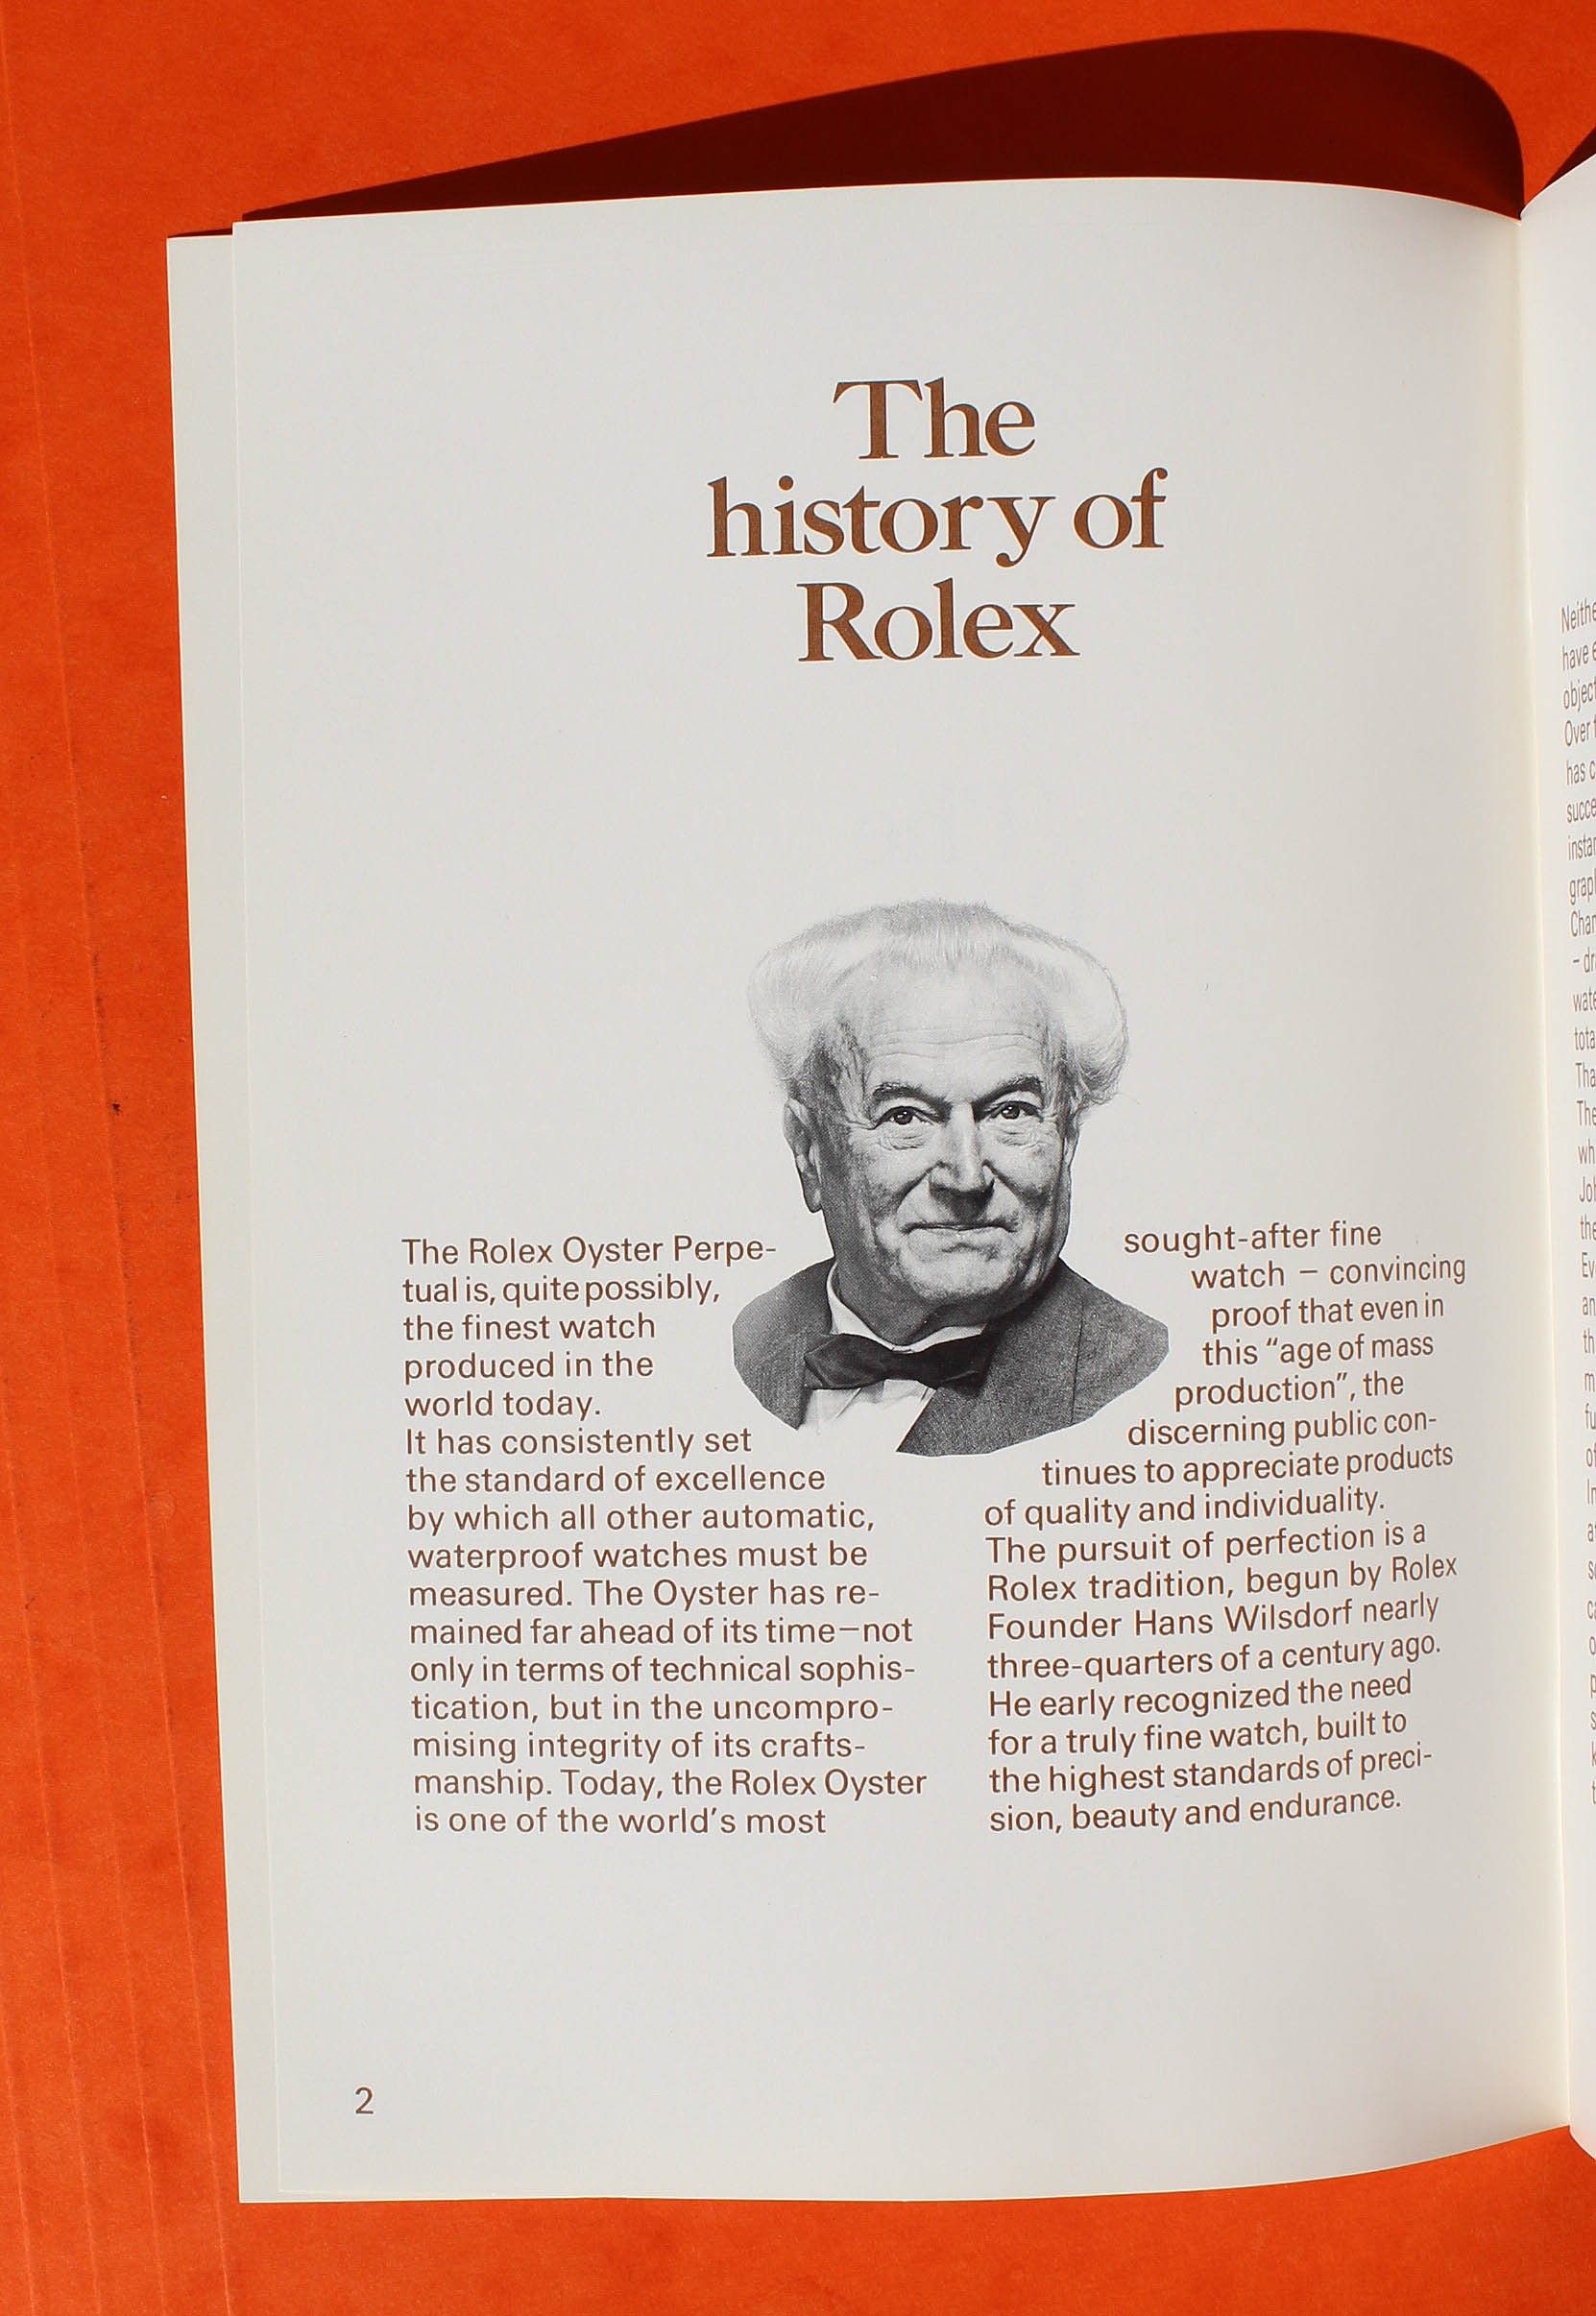 The
history of
Rolex
The Rolex Oyster Perpe-
tual is, quite possibly,
the finest watch
produced in the
world today.
It has consistently set
the standard of excellence
by which all other automatic,
waterproof watches must be
measured. The Oyster has re-
mained far ahead of its time—not
only in terms of technical sophis-
tication, but in the uncompro-
mising integrity of its crafts-
manship. Today, the Rolex Oyster
is one of the world's most
sought-after fine
watch – convincing
proof that even in
this "age of mass
production", the
discerning public con-
tinues to appreciate products
of quality and individuality.
The pursuit of perfection is a
Rolex tradition, begun by Rolex
Founder Hans Wilsdorf nearly
three-quarters of a century ago.
He early recognized the need
for a truly fine watch, built to
the highest standards of preci-
sion, beauty and endurance.
2
have
Over